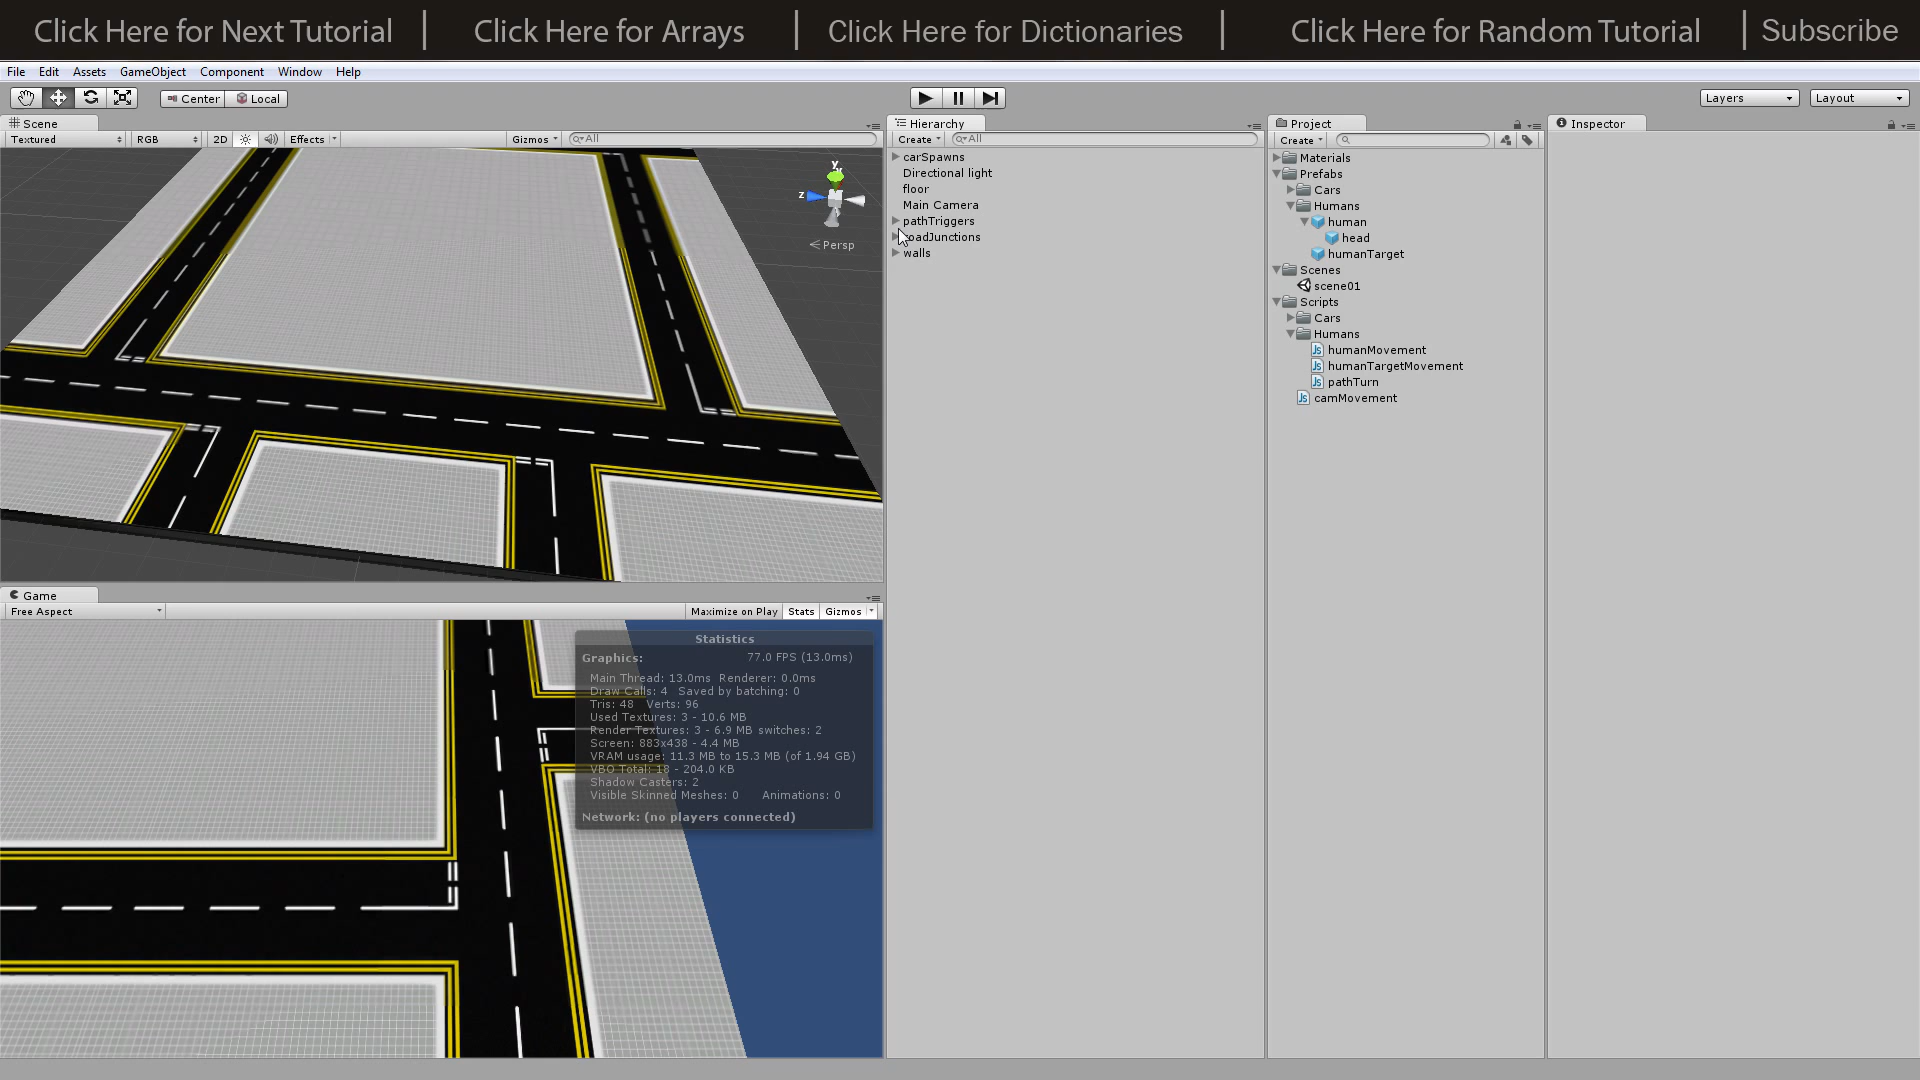 Click Here for Next Tutorial | Click Here for Arrays | Click Here for Dictionaries | Click Here for Random Tutorial | Subscribe
File Edit Assets GameObject Component Window Help
Center Local Layers Layout
Scene
Textured RGB 2D Effects Gizmos All
y
z
Persp
Game
Free Aspect Maximize on Play Stats Gizmos
Statistics
Graphics: 77.0 FPS (13.0ms)
Main Thread: 13.0ms Renderer: 0.0ms
Draw Calls: 4 Saved by batching: 0
Tris: 48 Verts: 96
Used Textures: 3 - 10.6 MB
Render Textures: 3 - 6.9 MB switches: 2
Screen: 883x438 - 4.4 MB
VRAM usage: 11.3 MB to 15.3 MB (of 1.94 GB)
VBO Total: 18 - 204.0 KB
Shadow Casters: 2
Visible Skinned Meshes: 0 Animations: 0
Network: (no players connected)
Hierarchy
Create All
carSpawns
Directional light
floor
Main Camera
pathTriggers
oadJunctions
walls
Project
Create
Materials
Prefabs
Cars
Humans
human
head
humanTarget
Scenes
scene01
Scripts
Cars
Humans
Js humanMovement
Js humanTargetMovement
Js pathTurn
Js camMovement
Inspector